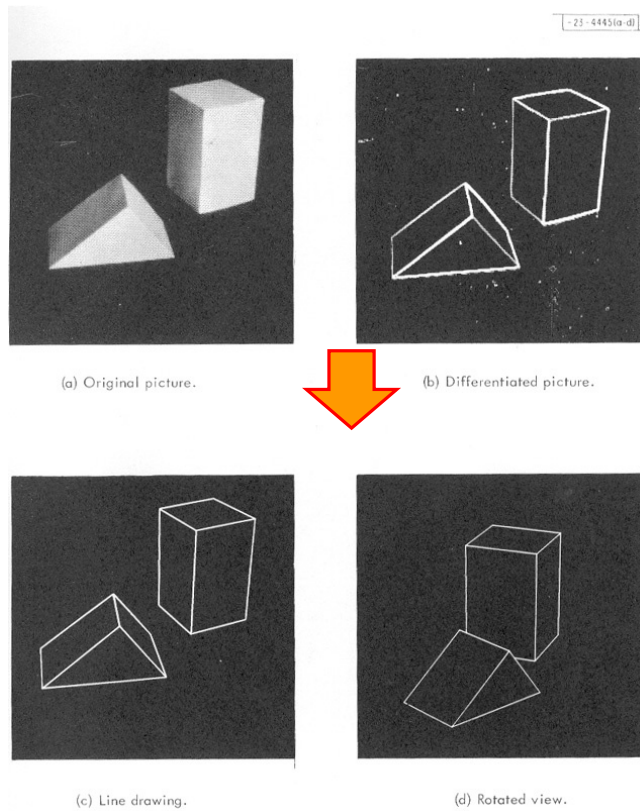 -23-4445(a-d)
(a) Original picture.
(b) Differentiated picture.
(c) Line drawing.
(d) Rotated view.